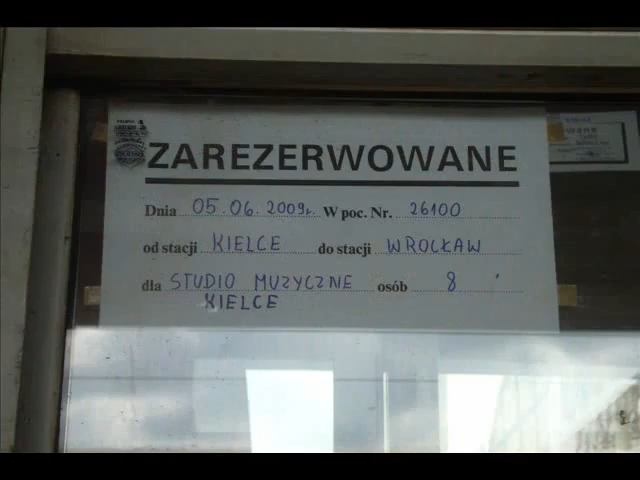 ZAREZERWOWANE
Dnia 05.06.2009r. W poc. Nr. 26100
od stacji KIELCE do stacji WROCŁAW
dla STUDIO MUZYCZNE osób 8
KIELCE